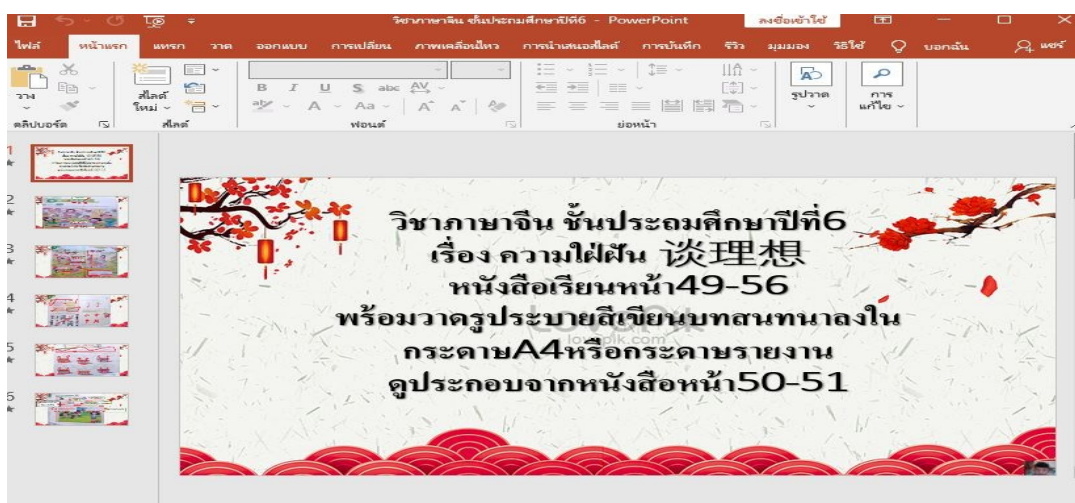 วิชาภาษาจีน ชั้นประถมศึกษาปีที่6 - PowerPoint
ลงชื่อเข้าใช้
ไฟล์ หน้าแรก แทรก วาด ออกแบบ การเปลี่ยน ภาพเคลื่อนไหว การนำเสนอสไลด์ การบันทึก รีวิว มุมมอง วิธีใช้ บอกฉัน แชร์
วาง
สไลด์
ใหม่
B I U S abc AV
A Aa A A
รูปวาด
การ
แก้ไข
คลิปบอร์ด สไลด์ ฟอนต์ ย่อหน้า
1
2
3
4
5
6
วิชาภาษาจีน ชั้นประถมศึกษาปีที่6
เรื่อง ความใฝ่ฝัน 谈理想
หนังสือเรียนหน้า49-56
พร้อมวาดรูประบายสีเขียนบทสนทนาลงใน
กระดาษA4หรือกระดาษรายงาน
ดูประกอบจากหนังสือหน้า50-51